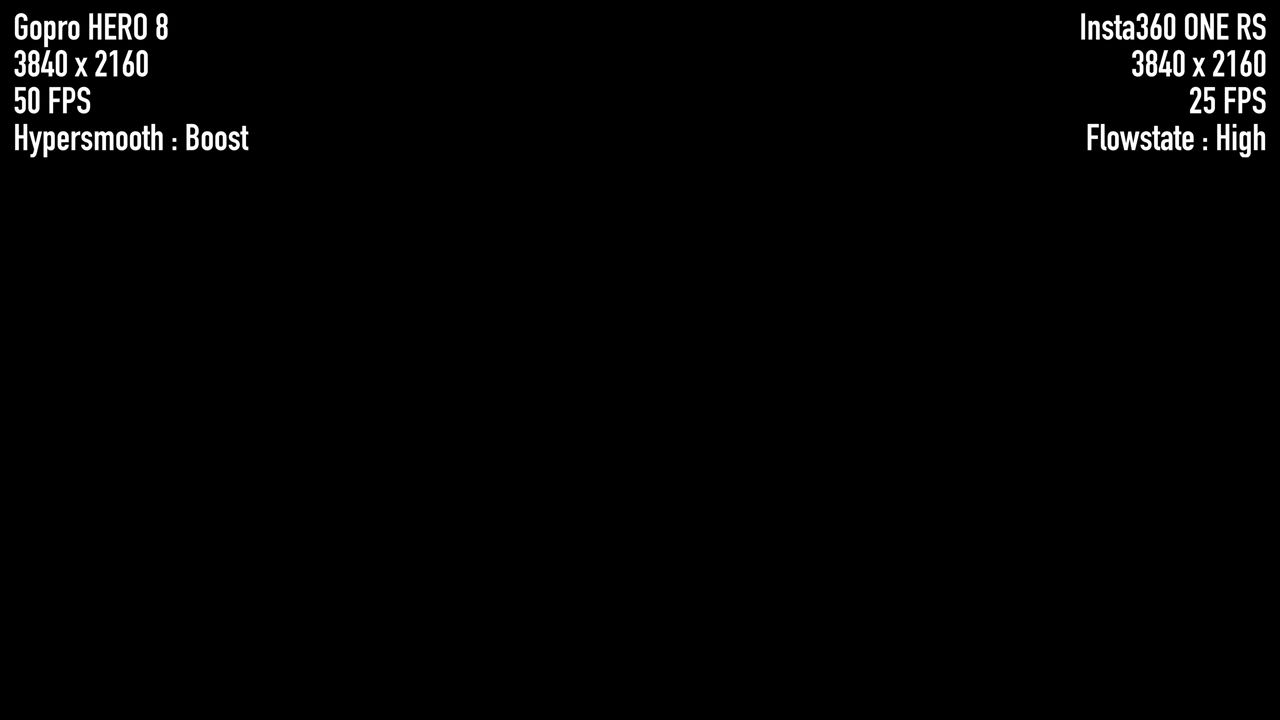 Gopro HERO 8
3840 x 2160
50 FPS
Hypersmooth : Boost
Insta360 ONE RS
3840 x 2160
25 FPS
Flowstate : High